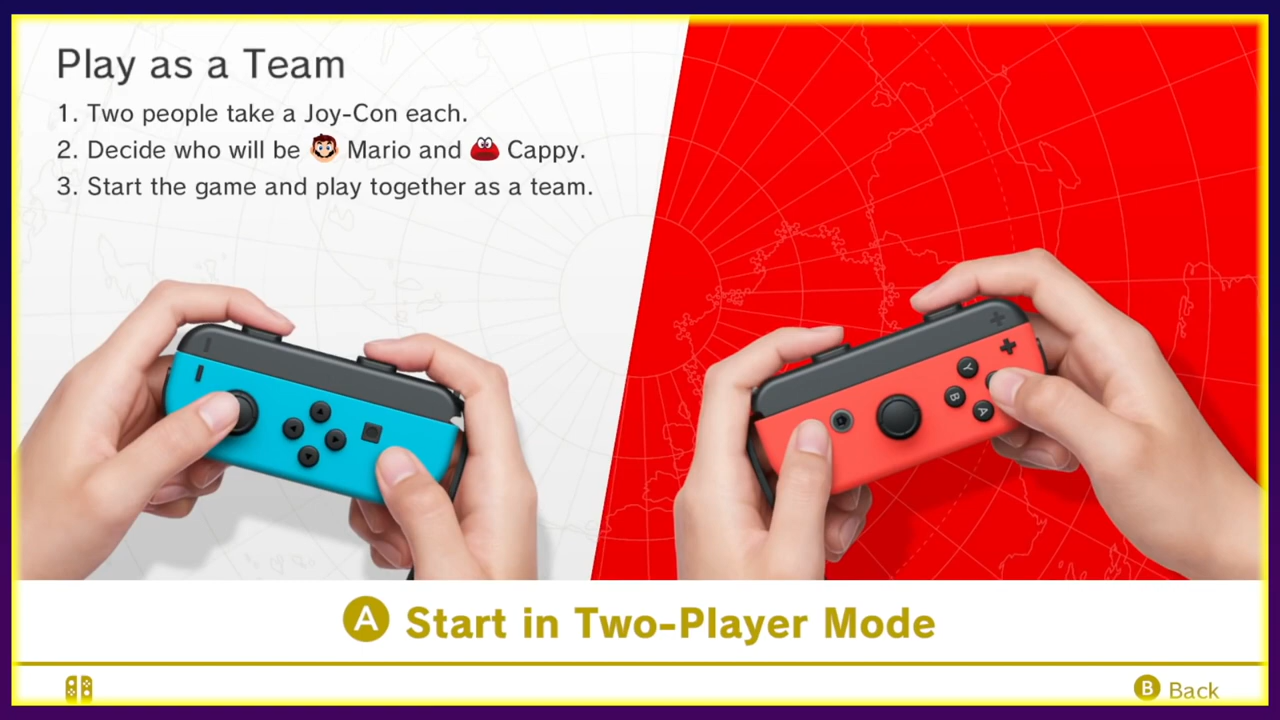 Play as a Team
1. Two people take a Joy-Con each.
2. Decide who will be Mario and Cappy.
3. Start the game and play together as a team.
Y
B
A
A Start in Two-Player Mode
B Back